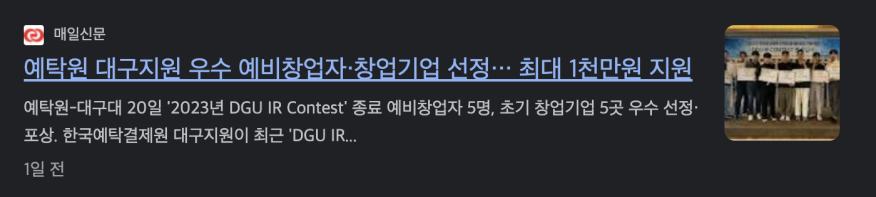 매일신문
예탁원 대구지원 우수 예비창업자·창업기업 선정… 최대 1천만원 지원
예탁원-대구대 20일 '2023년 DGU IR Contest' 종료 예비창업자 5명, 초기 창업기업 5곳 우수 선정·
포상. 한국예탁결제원 대구지원이 최근 'DGU IR...
1일 전